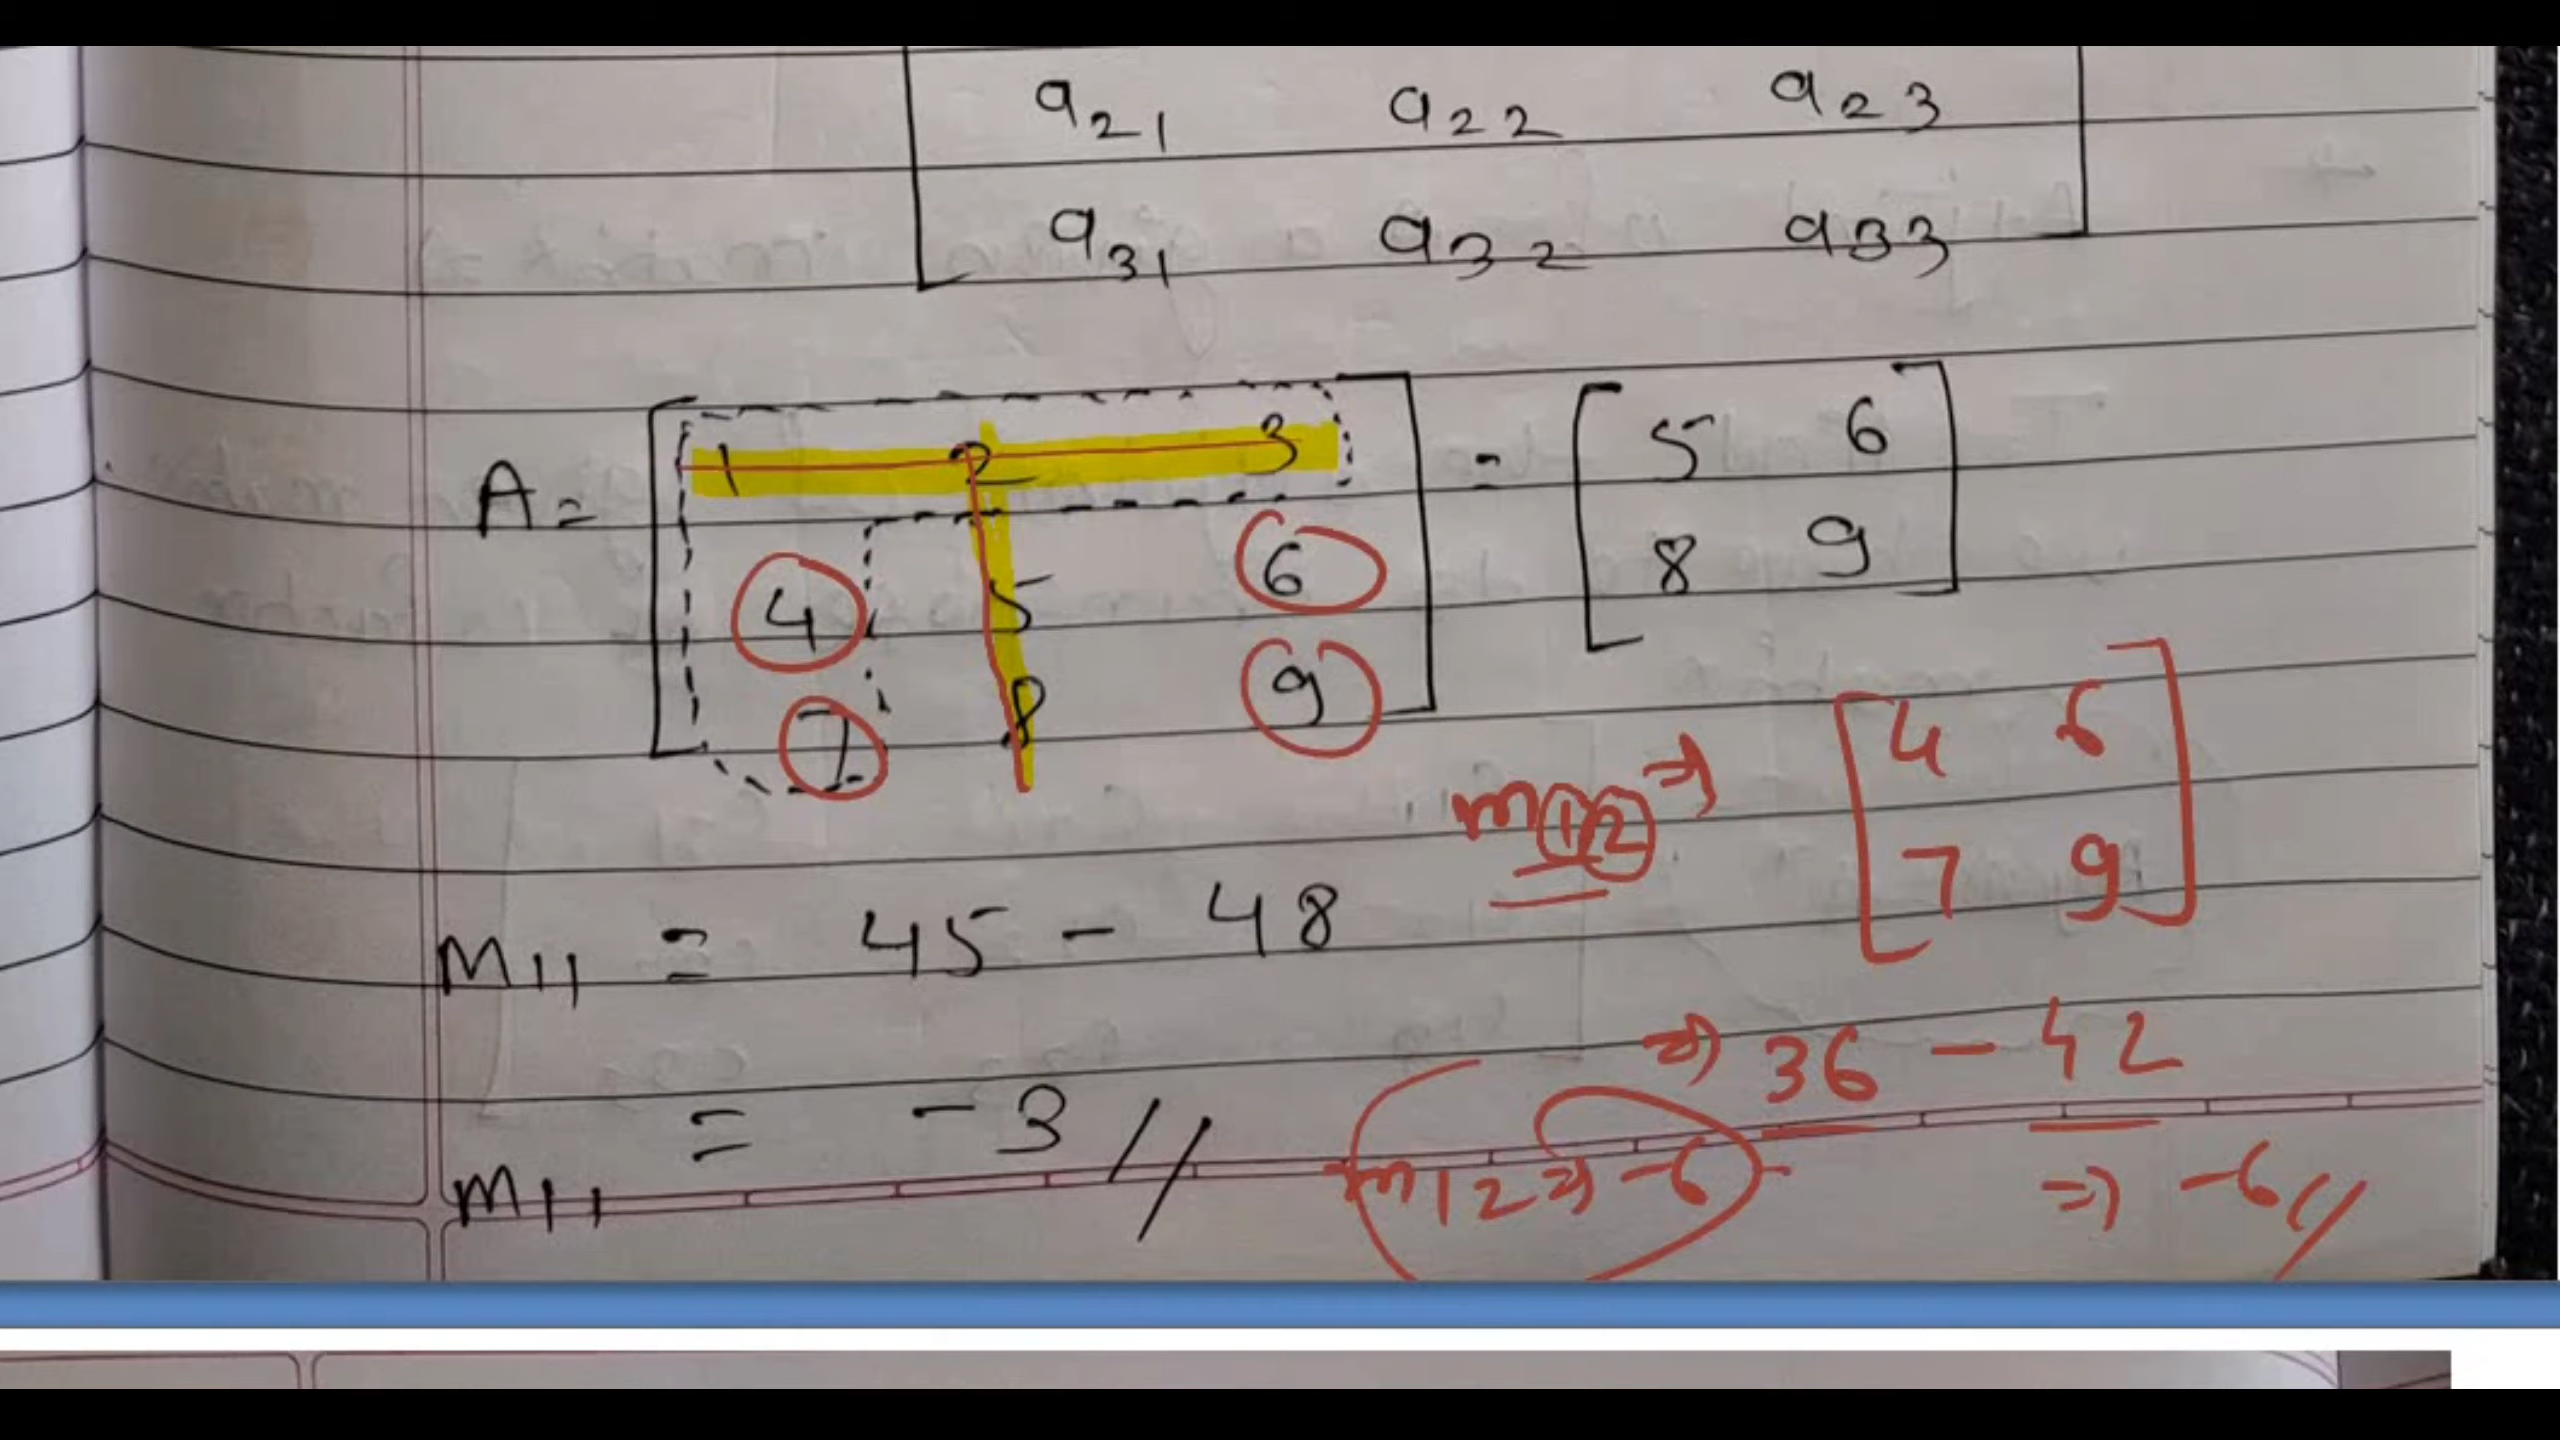 a21 a22 a23
a31 a32 a33
A= 1 2 3 = 5 6
4 5 6 8 9
7 8 9
m12 ⇒ 4 6
7 9
M11 = 45 - 48
⇒ 36 - 42
= -3 //
m11
m12 ⇒ -6
⇒ -6 //